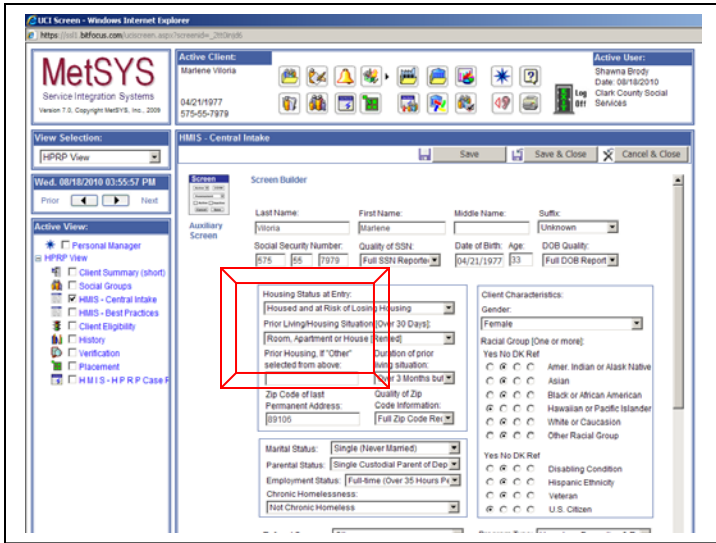 UCI Screen - Windows Internet Explorer
https://ssl1.bitfocus.com/uciscreen.aspx?screenid=
MetSYS
Service Integration Systems
Version 7.0, Copyright MetSYS, Inc., 2009
Active Client:
Marlene Viloria
04/21/1977
575-55-7979
Log
Off
Active User:
Shawna Brody
Date: 08/18/2010
Clark County Social
Services
View Selection:
HPRP View
Wed. 08/18/2010 03:55:57 PM
Prior Next
Active View:
Personal Manager
HPRP View
Client Summary (short)
Social Groups
HMIS - Central Intake
HMIS - Best Practices
Client Eligibility
History
Verification
Placement
H M I S - H P R P Case
HMIS - Central Intake
Save Save & Close Cancel & Close
Screen
Auxiliary
Screen
Screen Builder
Last Name: First Name: Middle Name: Suffix:
Viloria Marlene Unknown
Social Security Number: Quality of SSN: Date of Birth: Age: DOB Quality:
575 55 7979 Full SSN Reporte 04/21/1977 33 Full DOB Report
Housing Status at Entry:
Housed and at Risk of Losing Housing
Prior Living/Housing Situation [Over 30 Days]:
Room, Apartment or House [Rented]
Prior Housing, If "Other"
selected from above:
Duration of prior
living situation:
Over 3 Months but
Zip Code of last
Permanent Address:
89106
Quality of Zip
Code Information:
Full Zip Code Rec
Client Characteristics:
Gender:
Female
Racial Group [One or more]:
Yes No DK Ref
Amer. Indian or Alask Native
Asian
Black or African American
Hawaiian or Pacific Islander
White or Caucasion
Other Racial Group
Yes No DK Ref
Disabling Condition
Hispanic Ethnicity
Veteran
U.S. Citizen
Marital Status: Single (Never Married)
Parental Status: Single Custodial Parent of Dep
Employment Status: Full-time (Over 35 Hours Pe
Chronic Homelessness:
Not Chronic Homeless